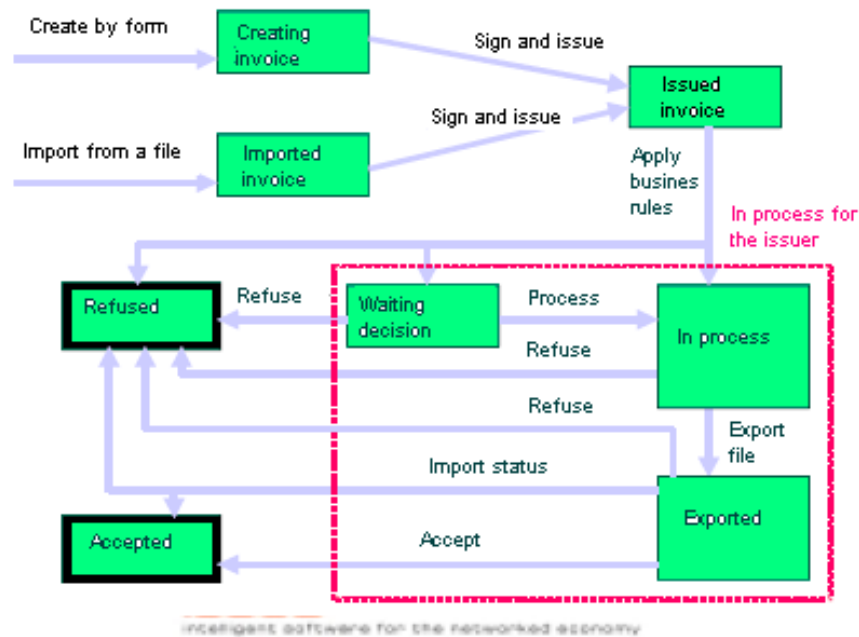 Create by form
Creating
invoice
Sign and issue
Issued
invoice
Sign and issue
Import from a file
Imported
invoice
Apply
busines
rules
In process for
the issuer
Refused
Refuse
Waiting
decision
Process
In process
Refuse
Refuse
Export
file
Import status
Exported
Accepted
Accept
intelligent software for the networked economy